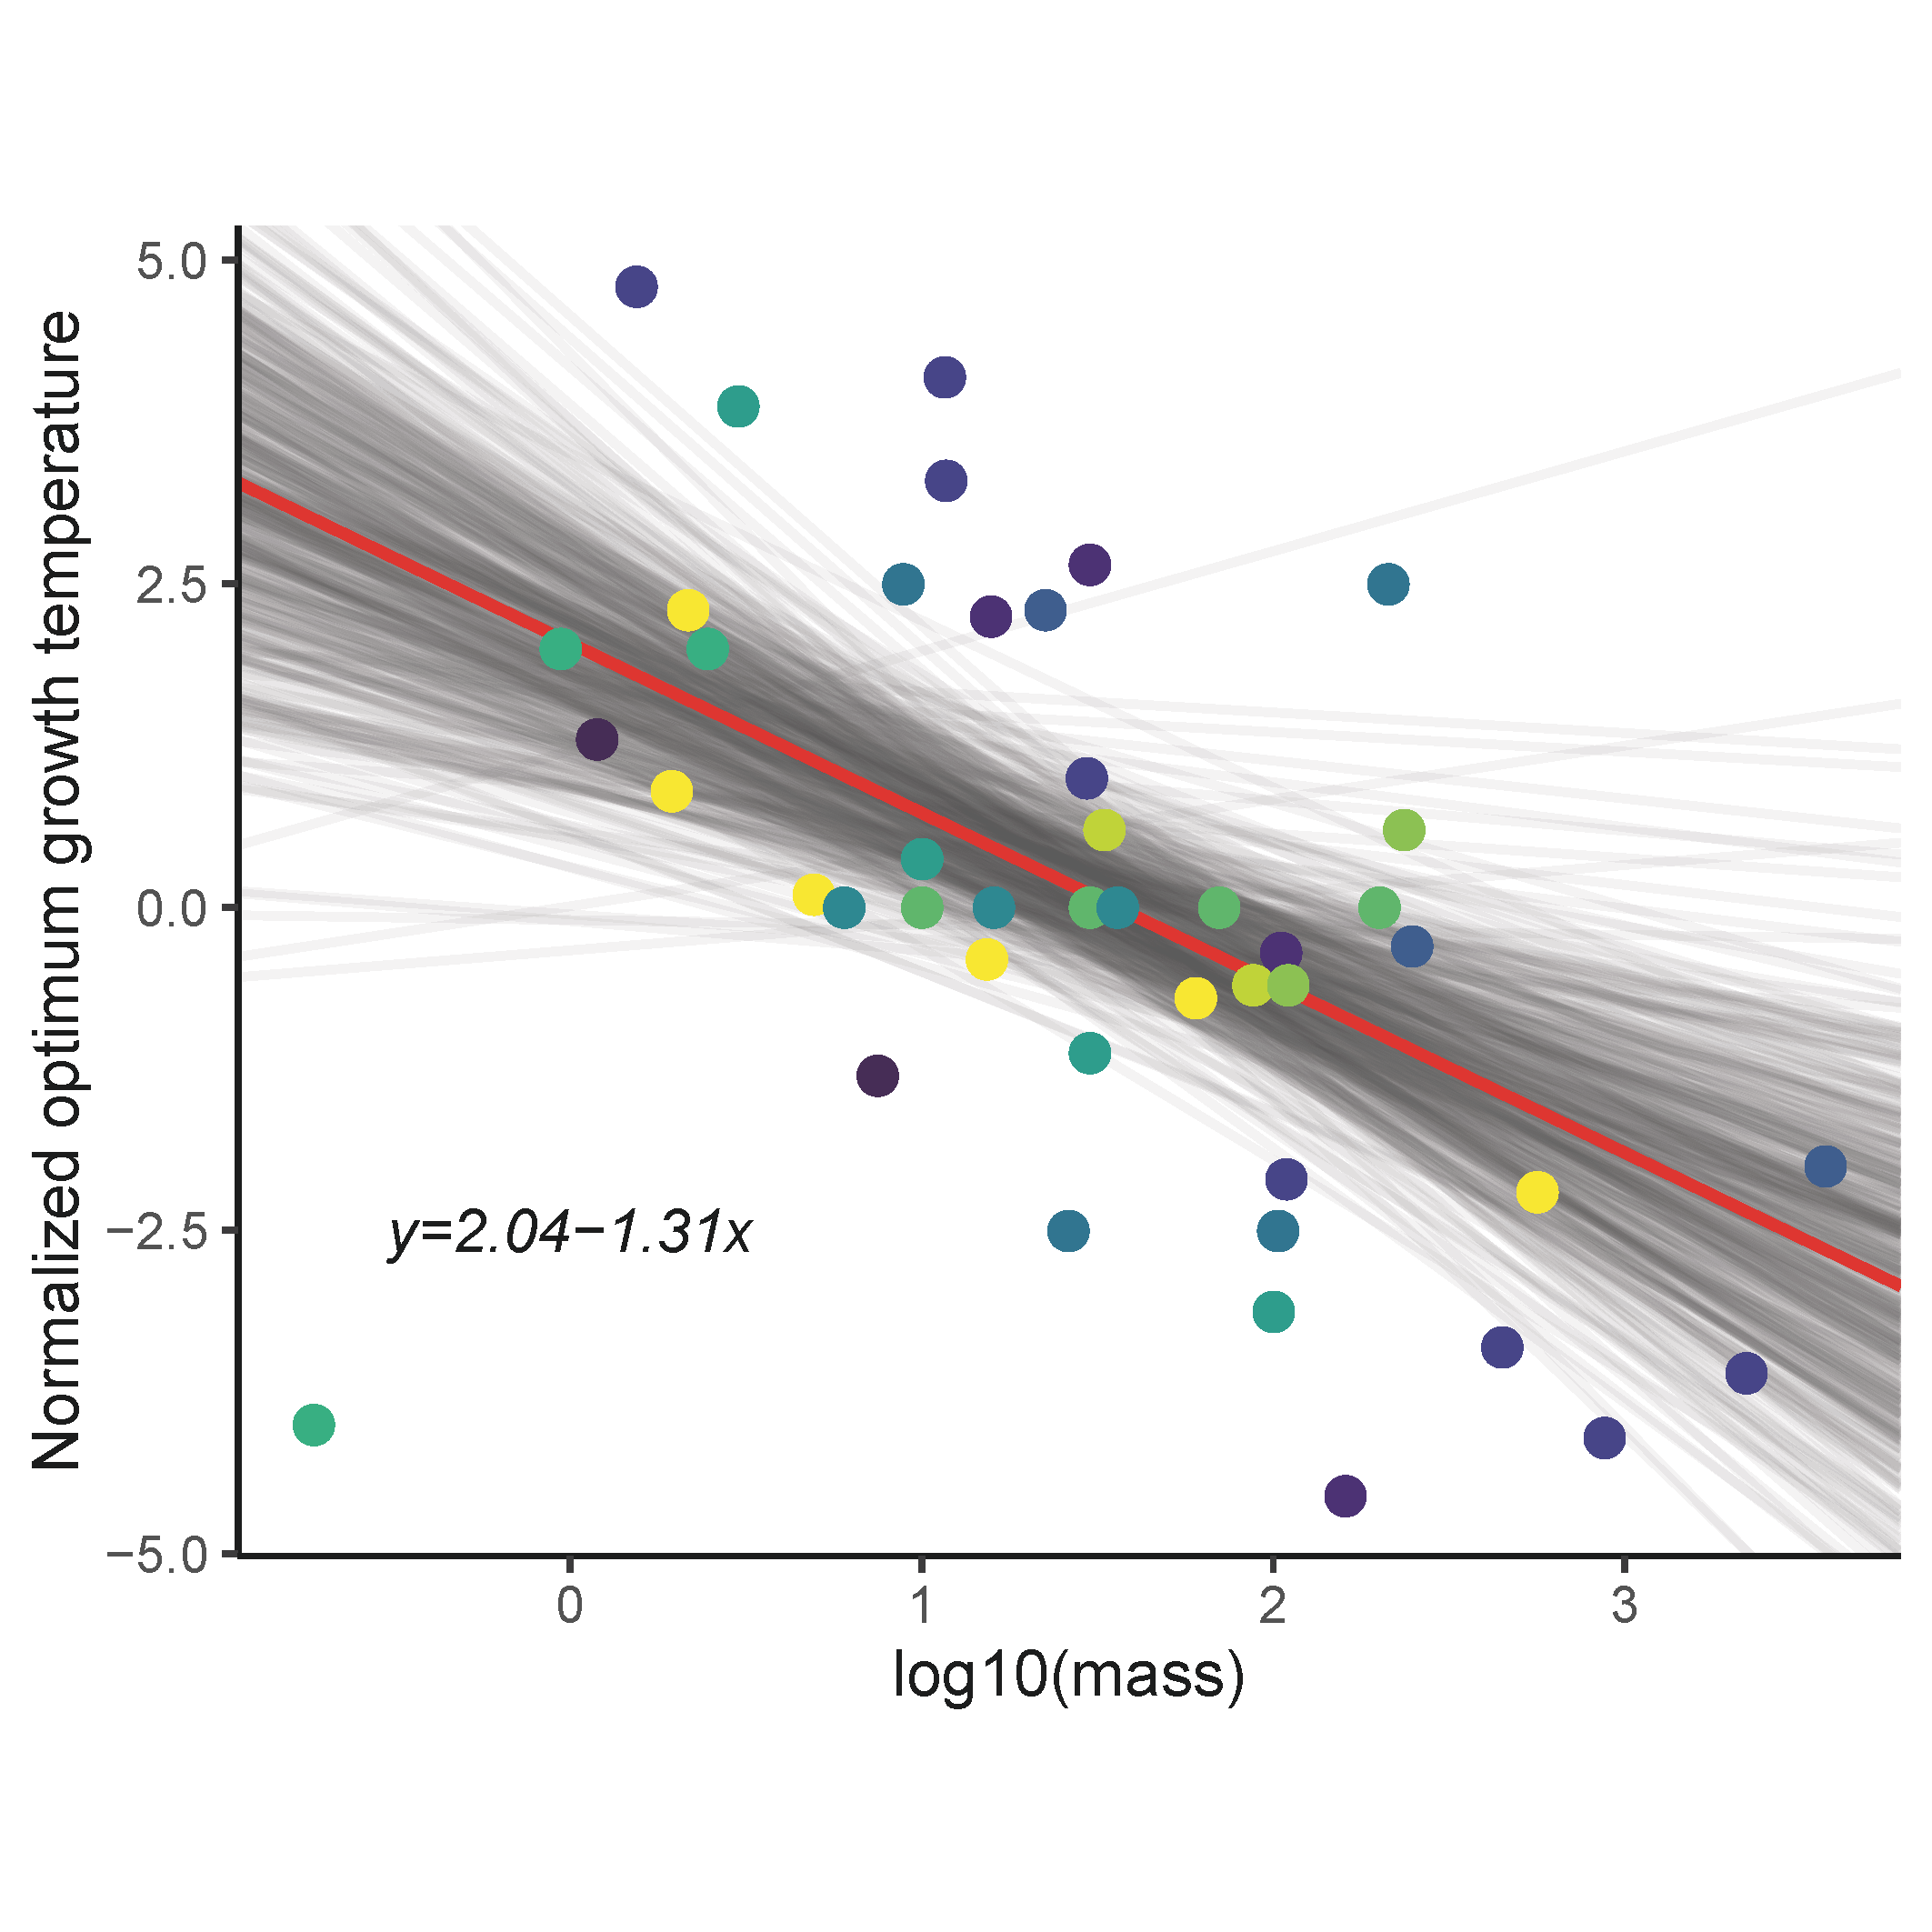 Normalized optimum growth temperature
5.0
2.5
0.0
−2.5
−5.0
y=2.04−1.31x
0 1 2 3
log10(mass)